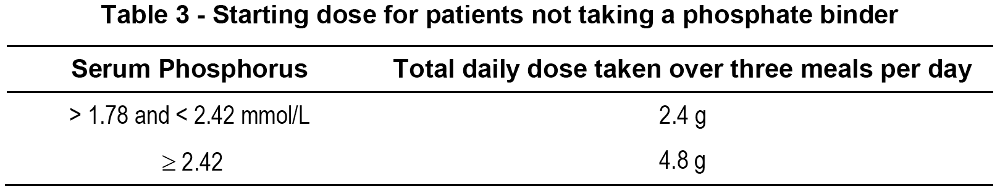 Table 3 - Starting dose for patients not taking a phosphate binder
Serum Phosphorus Total daily dose taken over three meals per day
> 1.78 and < 2.42 mmol/L 2.4 g
≥ 2.42 4.8 g